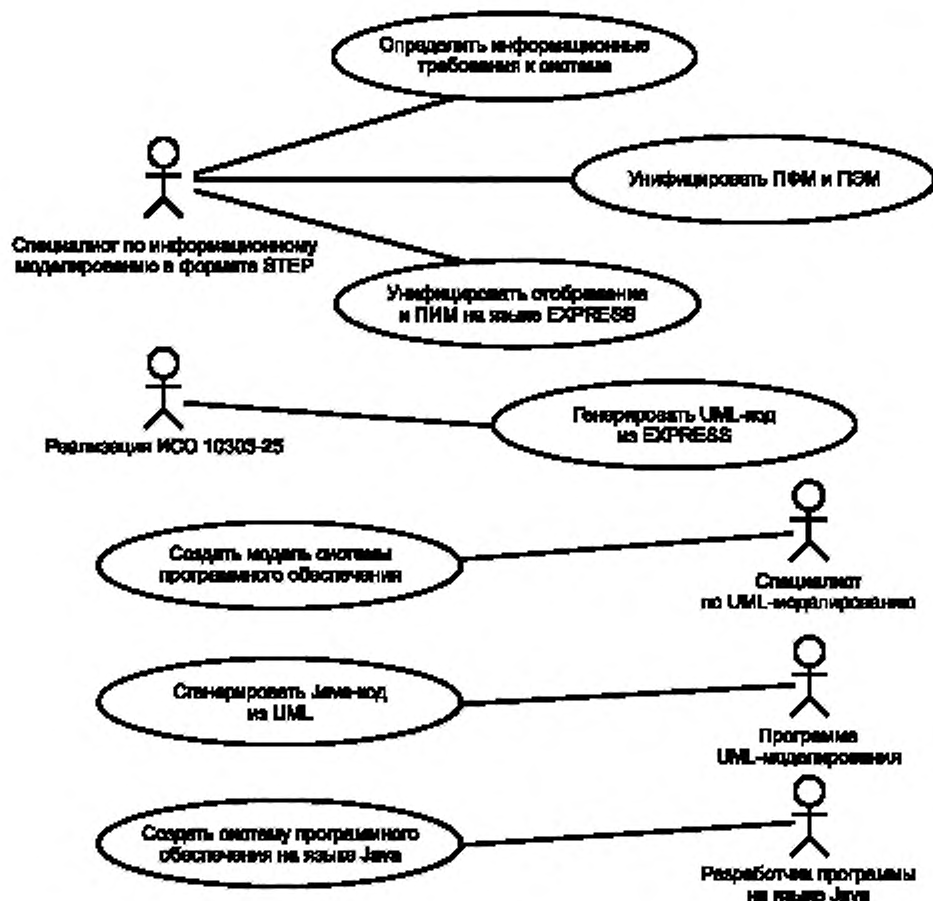 Определить информационные
требования к системе
Унифицировать ПФМ и ПЭМ
Специалист по информационному
моделированию в формате STEP
Унифицировать отображение
и ПИМ на языке EXPRESS
Реализация ИСО 10303-25
Генерировать UML-код
из EXPRESS
Создать модель системы
программного обеспечения
Специалист
по UML-моделированию
Сгенерировать Java-код
из UML
Программа
UML-моделирования
Создать систему программного
обеспечения на языке Java
Разработчик программы
на языке Java